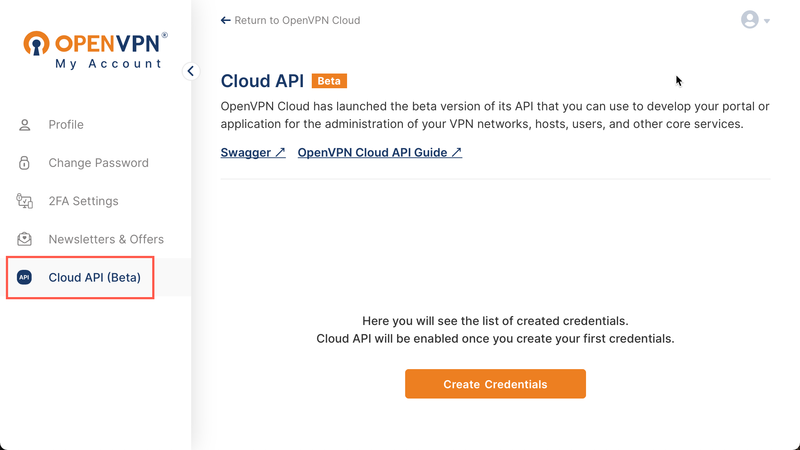 OPENVPN®
My Account
Profile
Change Password
2FA Settings
Newsletters & Offers
API Cloud API (Beta)
← Return to OpenVPN Cloud
Cloud API Beta
OpenVPN Cloud has launched the beta version of its API that you can use to develop your portal or
application for the administration of your VPN networks, hosts, users, and other core services.
Swagger ↗ OpenVPN Cloud API Guide ↗
Here you will see the list of created credentials.
Cloud API will be enabled once you create your first credentials.
Create Credentials